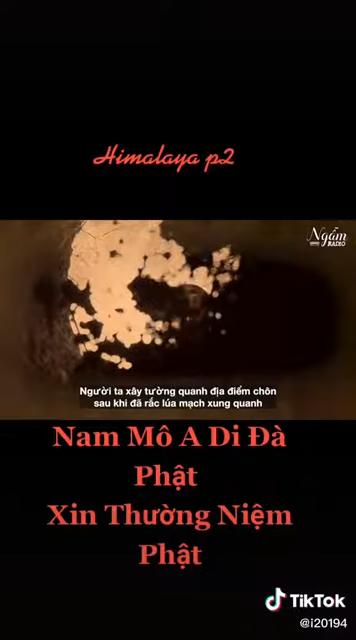 Himalaya p2
Ngẫm
RADIO
Người ta xây tường quanh địa điểm chôn
sau khi đã rắc lúa mạch xung quanh
Nam Mô A Di Đà
Phật
Xin Thường Niệm
Phật
TikTok
@i20194